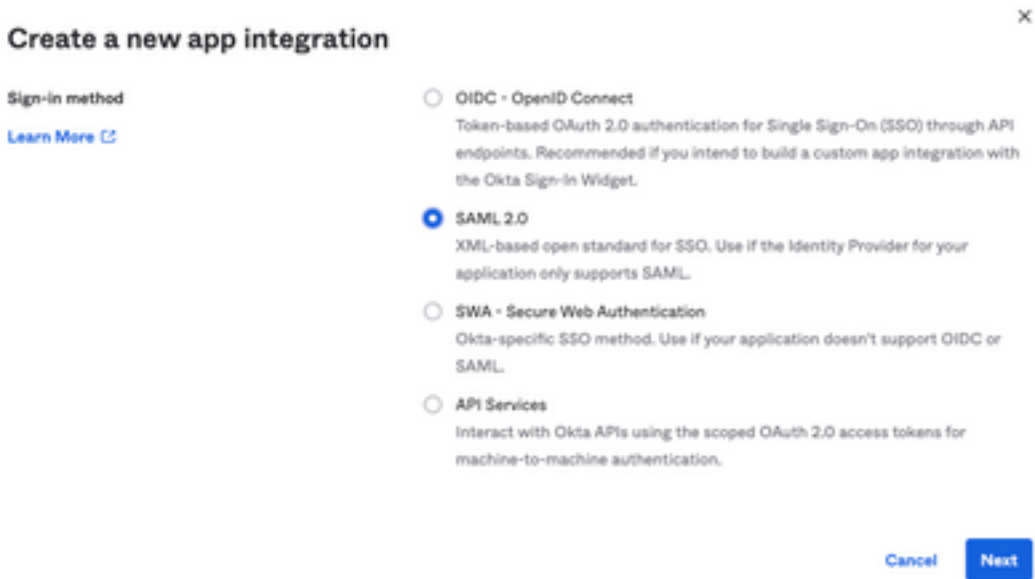 Create a new app integration
Sign-in method
Learn More
OIDC - OpenID Connect
Token-based OAuth 2.0 authentication for Single Sign-On (SSO) through API
endpoints. Recommended if you intend to build a custom app integration with
the Okta Sign-In Widget.
SAML 2.0
XML-based open standard for SSO. Use if the Identity Provider for your
application only supports SAML.
SWA - Secure Web Authentication
Okta-specific SSO method. Use if your application doesn't support OIDC or
SAML.
API Services
Interact with Okta APIs using the scoped OAuth 2.0 access tokens for
machine-to-machine authentication.
Cancel
Next